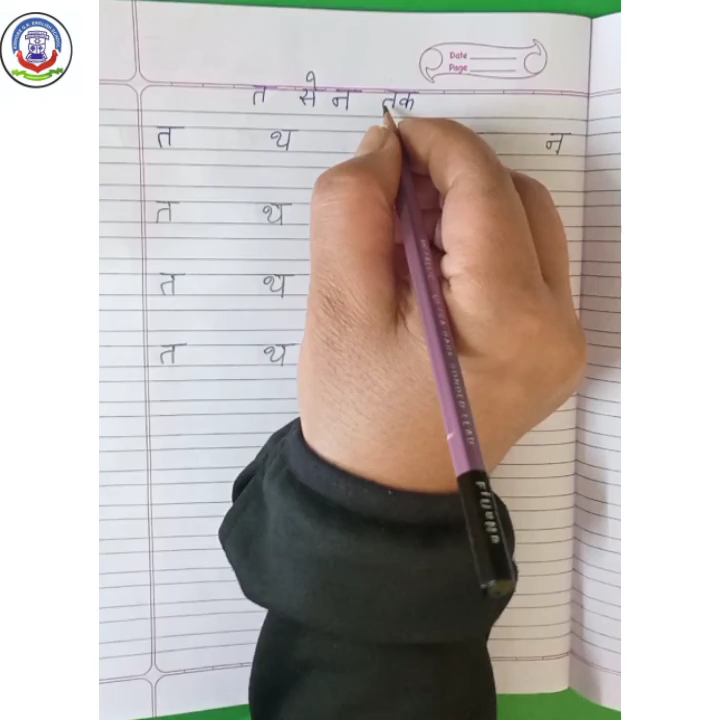 Date
Page
त से न तक
त थ न
त थ
त थ
त थ